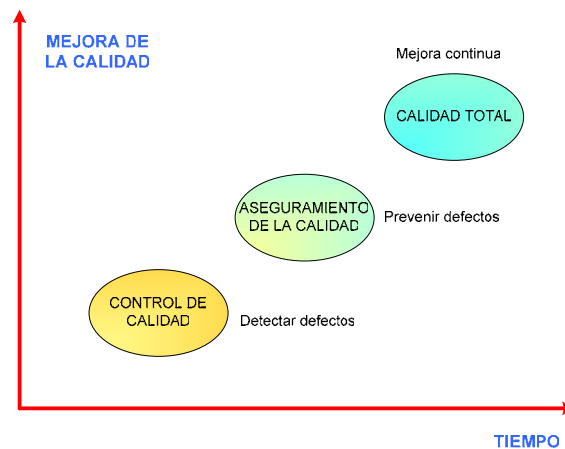 MEJORA DE
LA CALIDAD
Mejora continua
CALIDAD TOTAL
ASEGURAMIENTO
DE LA CALIDAD
Prevenir defectos
CONTROL DE
CALIDAD
Detectar defectos
TIEMPO